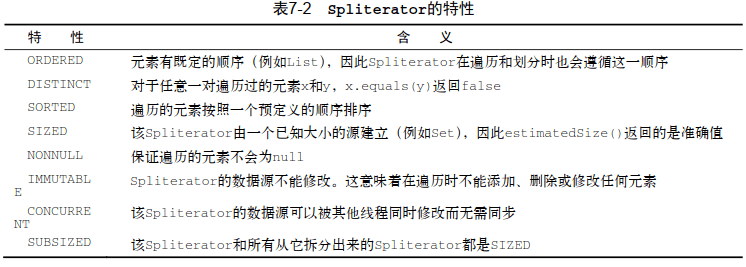 表7-2 Spliterator的特性
特 性 含 义
ORDERED 元素有既定的顺序（例如List），因此Spliterator在遍历和划分时也会遵循这一顺序
DISTINCT 对于任意一对遍历过的元素x和y，x.equals(y)返回false
SORTED 遍历的元素按照一个预定义的顺序排序
SIZED 该Spliterator由一个已知大小的源建立（例如Set），因此estimatedSize()返回的是准确值
NONNULL 保证遍历的元素不会为null
IMMUTABL Spliterator的数据源不能修改。这意味着在遍历时不能添加、删除或修改任何元素
E
CONCURRE 该Spliterator的数据源可以被其他线程同时修改而无需同步
NT
SUBSIZED 该Spliterator和所有从它拆分出来的Spliterator都是SIZED